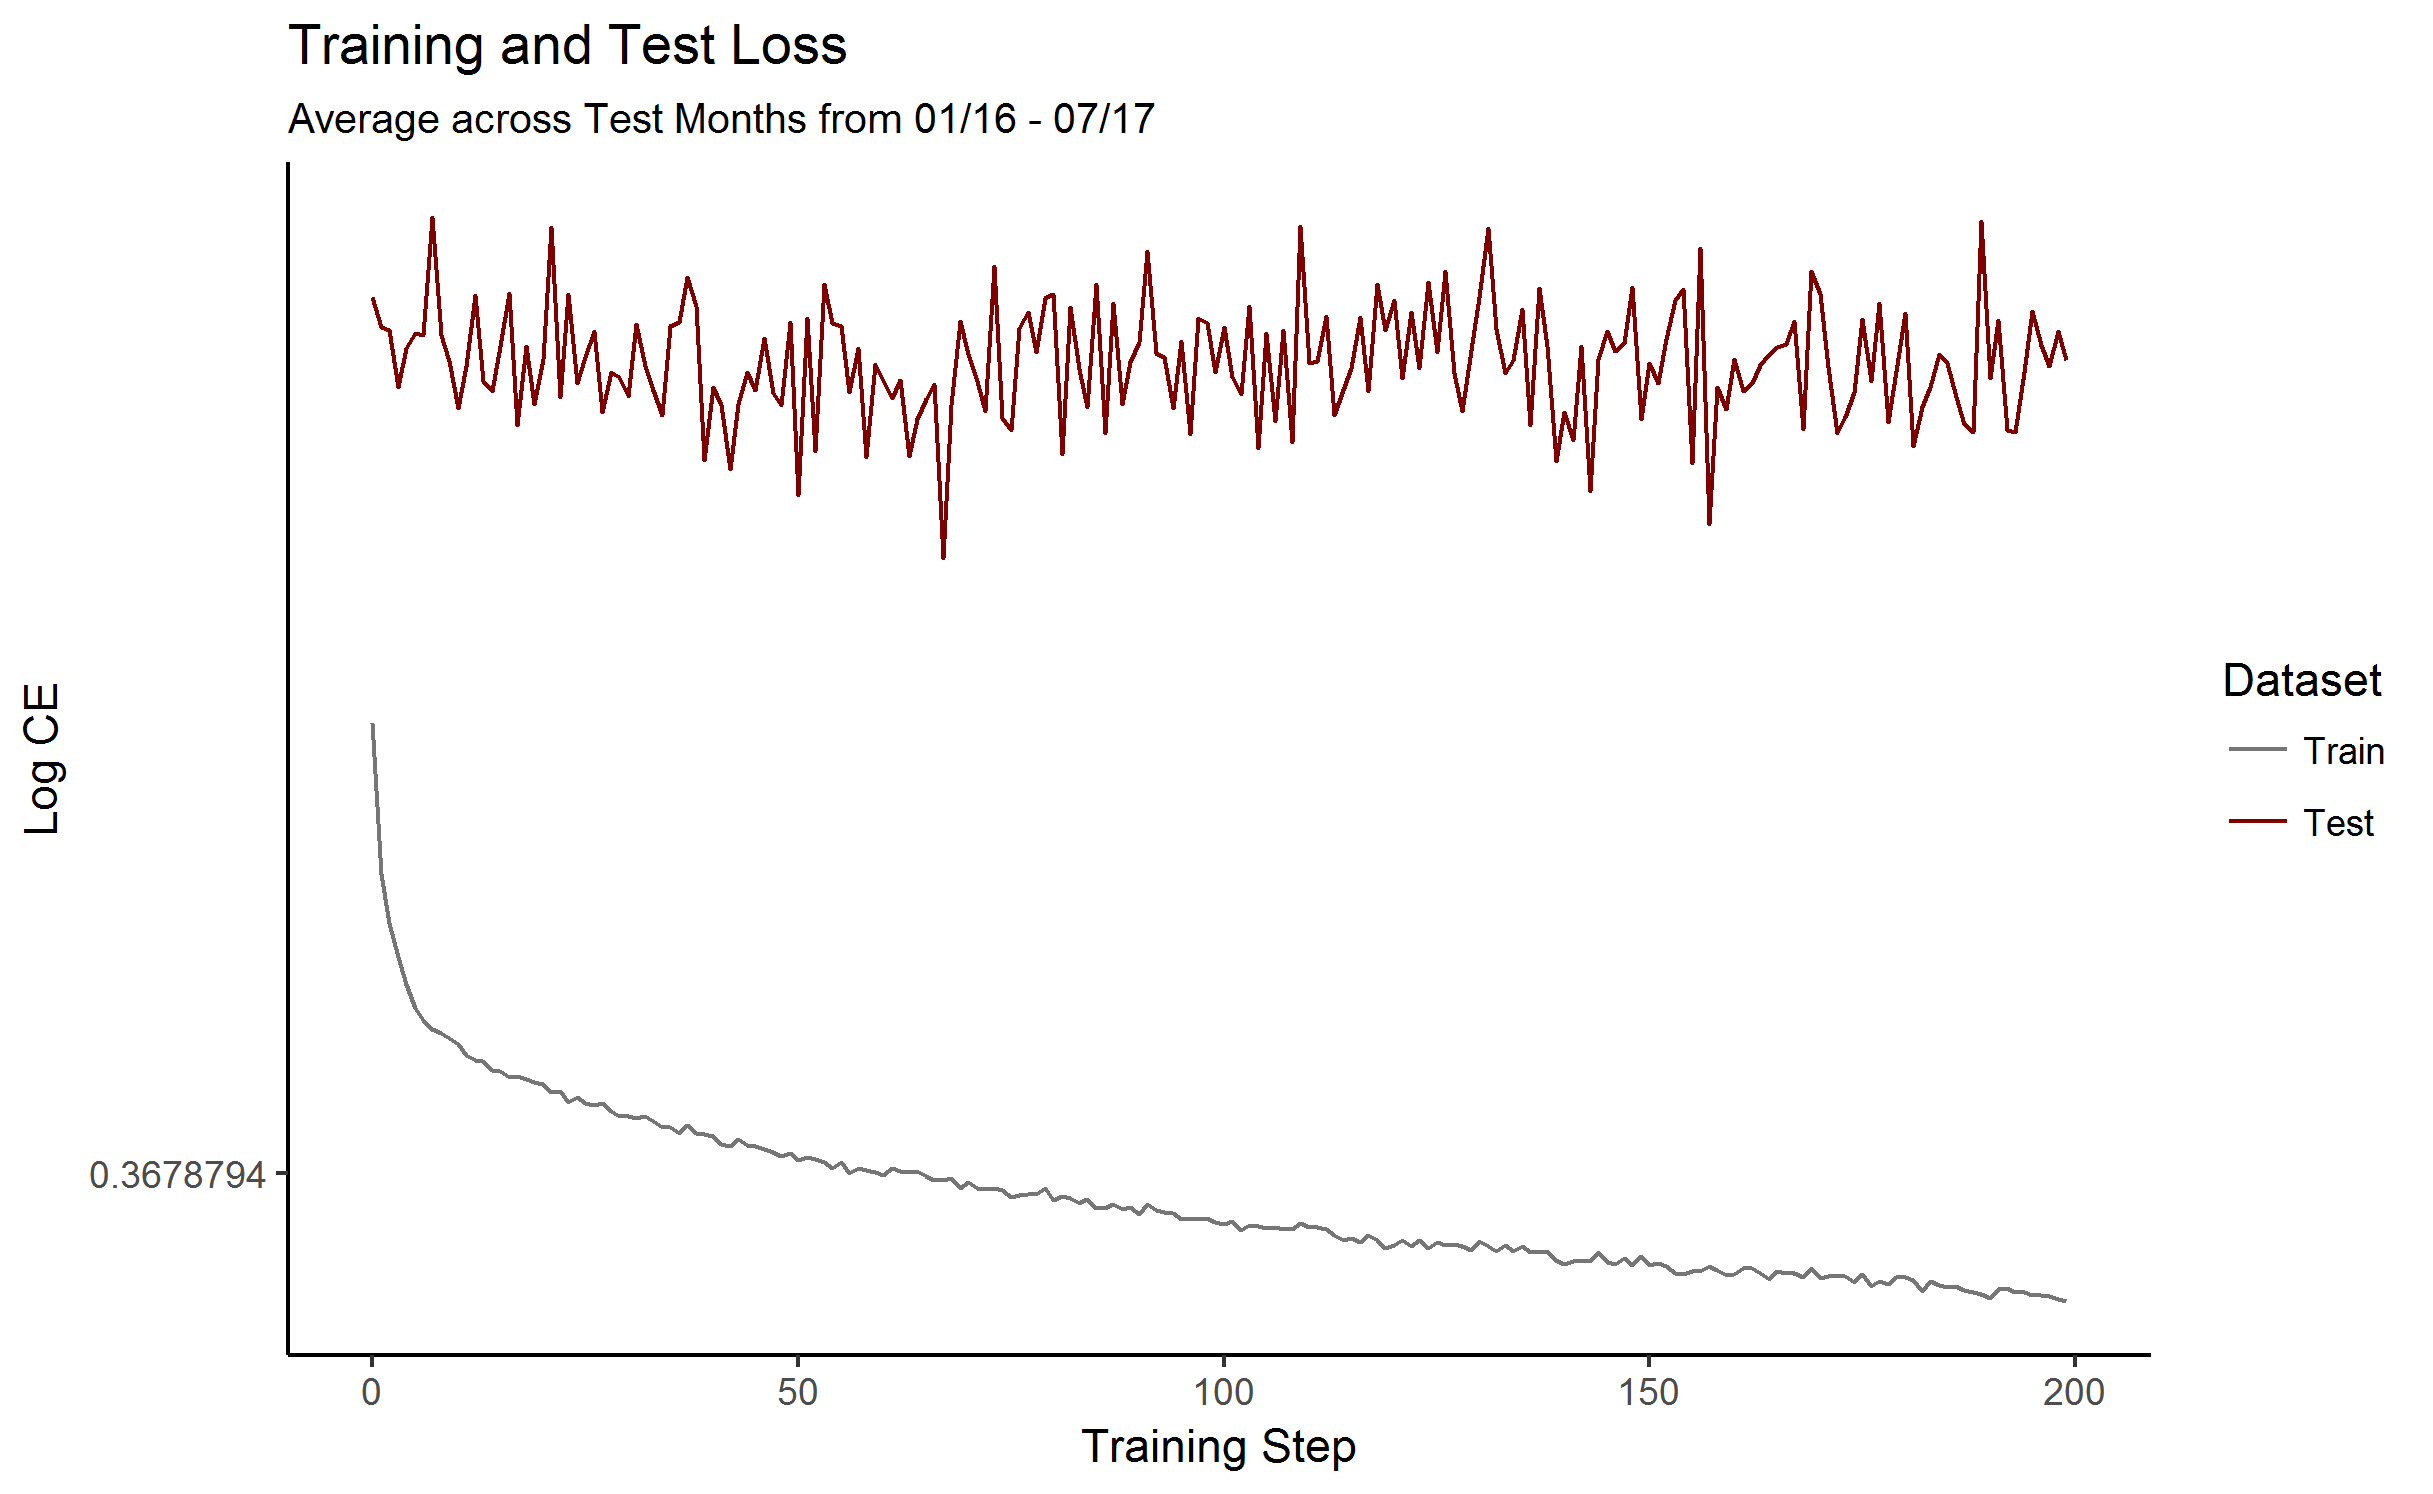 Training and Test Loss
Average across Test Months from 01/16 - 07/17
Log CE
0.3678794
0
50
100
150
200
Training Step
Dataset
Train
Test